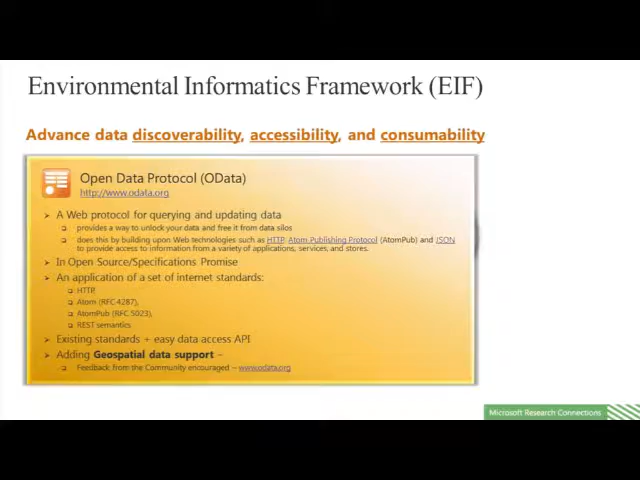 Environmental Informatics Framework (EIF)
Advance data discoverability, accessibility, and consumability
Open Data Protocol (OData)
http://www.odata.org
A Web protocol for querying and updating data
provides a way to unlock your data and free it from data silos
does this by building upon Web technologies such as HTTP, Atom Publishing Protocol (AtomPub) and JSON
to provide access to information from a variety of applications, services, and stores.
In Open Source/Specifications Promise
An application of a set of internet standards:
HTTP,
Atom (RFC 4287),
AtomPub (RFC 5023),
REST semantics
Existing standards + easy data access API
Adding Geospatial data support –
Feedback from the Community encouraged – www.odata.org
Microsoft Research Connections